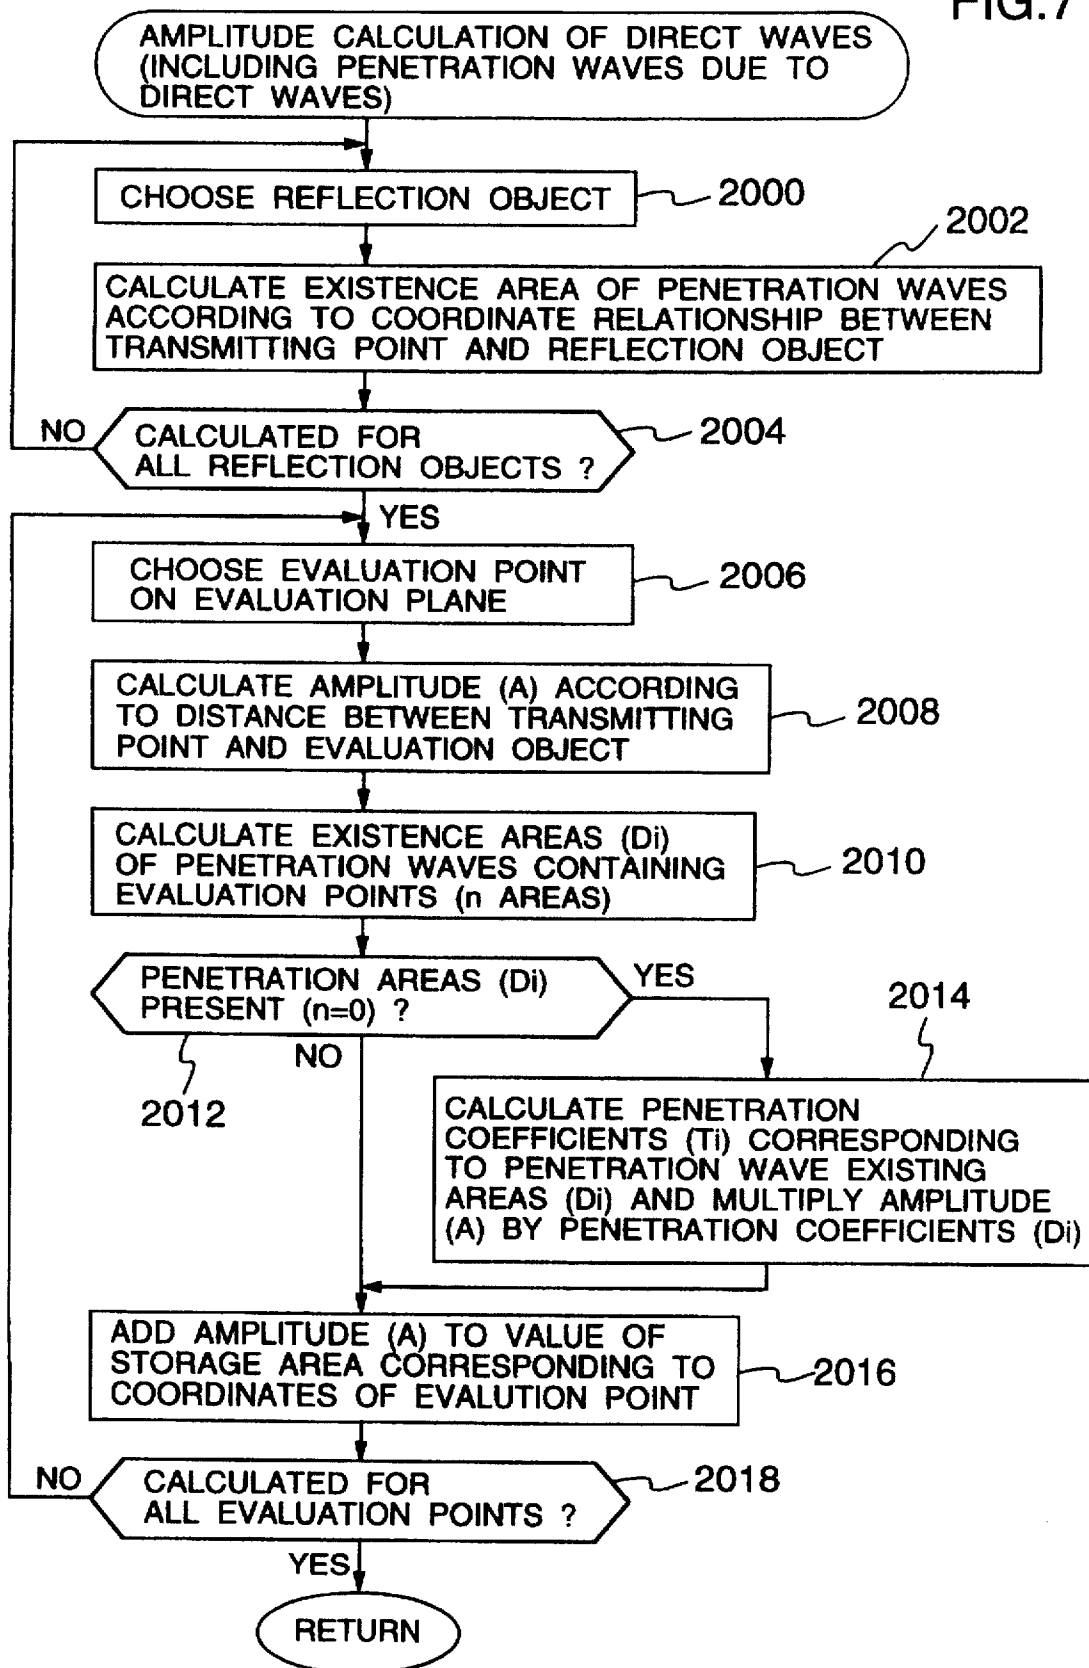 FIG.7
AMPLITUDE CALCULATION OF DIRECT WAVES
(INCLUDING PENETRATION WAVES DUE TO
DIRECT WAVES)
CHOOSE REFLECTION OBJECT
2000
2002
CALCULATE EXISTENCE AREA OF PENETRATION WAVES
ACCORDING TO COORDINATE RELATIONSHIP BETWEEN
TRANSMITTING POINT AND REFLECTION OBJECT
NO
CALCULATED FOR
ALL REFLECTION OBJECTS ?
2004
YES
CHOOSE EVALUATION POINT
ON EVALUATION PLANE
2006
CALCULATE AMPLITUDE (A) ACCORDING
TO DISTANCE BETWEEN TRANSMITTING
POINT AND EVALUATION OBJECT
2008
CALCULATE EXISTENCE AREAS (Di)
OF PENETRATION WAVES CONTAINING
EVALUATION POINTS (n AREAS)
2010
PENETRATION AREAS (Di)
PRESENT (n=0) ?
YES
NO
2012
2014
CALCULATE PENETRATION
COEFFICIENTS (Ti) CORRESPONDING
TO PENETRATION WAVE EXISTING
AREAS (Di) AND MULTIPLY AMPLITUDE
(A) BY PENETRATION COEFFICIENTS (Di)
ADD AMPLITUDE (A) TO VALUE OF
STORAGE AREA CORRESPONDING TO
COORDINATES OF EVALUTION POINT
2016
NO
CALCULATED FOR
ALL EVALUATION POINTS ?
2018
YES
RETURN